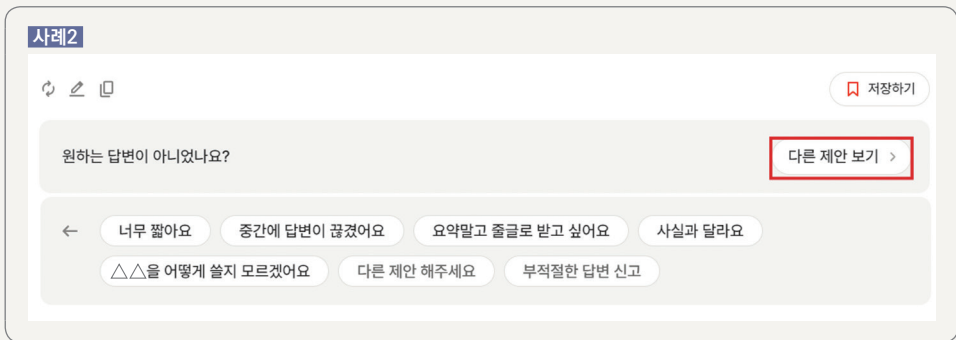 사례2
저장하기
원하는 답변이 아니었나요? 다른 제안 보기 >
← 너무 짧아요 중간에 답변이 끊겼어요 요약말고 줄글로 받고 싶어요 사실과 달라요
△△을 어떻게 쓸지 모르겠어요 다른 제안 해주세요 부적절한 답변 신고